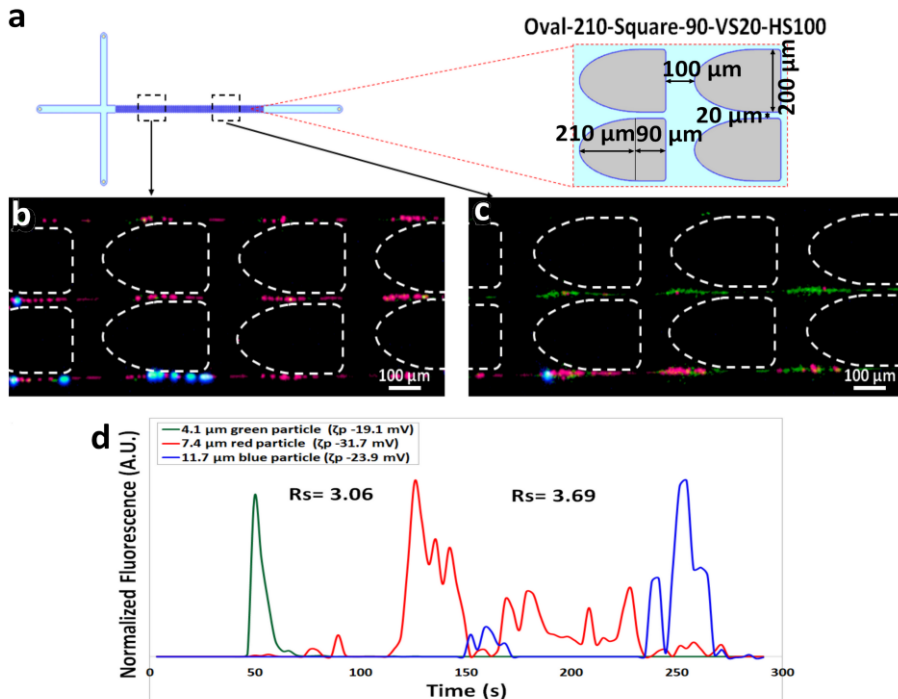 a
Oval-210-Square-90-VS20-HS100
100 μm
200 μm
20 μm
210 μm
90 μm
b
100 μm
c
100 μm
d
4.1 μm green particle (ζp -19.1 mV)
7.4 μm red particle (ζp -31.7 mV)
11.7 μm blue particle (ζp -23.9 mV)
Rs= 3.06
Rs= 3.69
Normalized Fluorescence (A.U.)
0 50 100 150 200 250 300
Time (s)